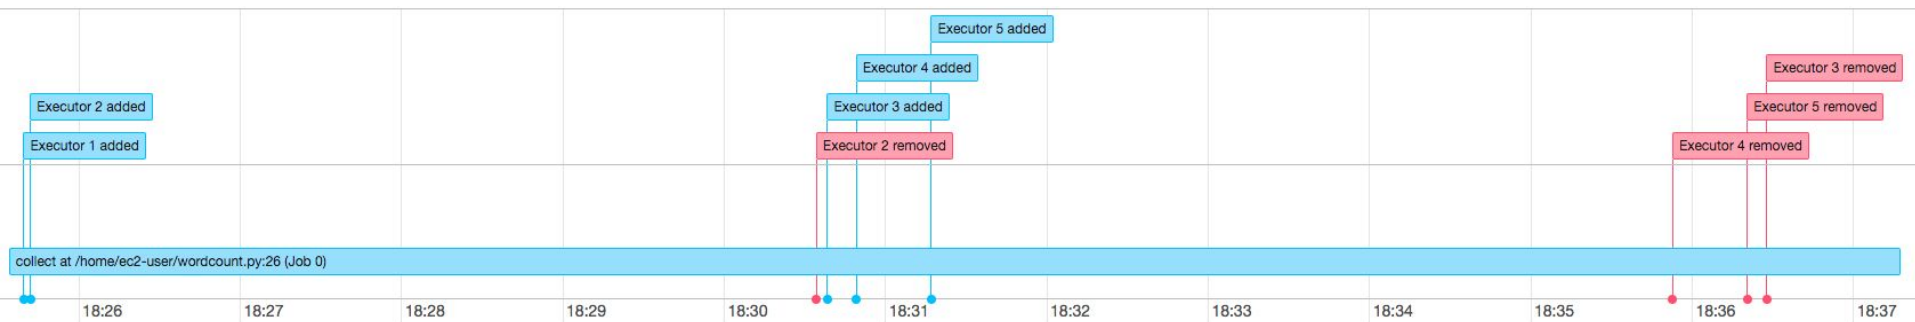 Executor 5 added
Executor 4 added
Executor 3 removed
Executor 2 added
Executor 3 added
Executor 5 removed
Executor 1 added
Executor 2 removed
Executor 4 removed
collect at /home/ec2-user/wordcount.py:26 (Job 0)
18:26 18:27 18:28 18:29 18:30 18:31 18:32 18:33 18:34 18:35 18:36 18:37